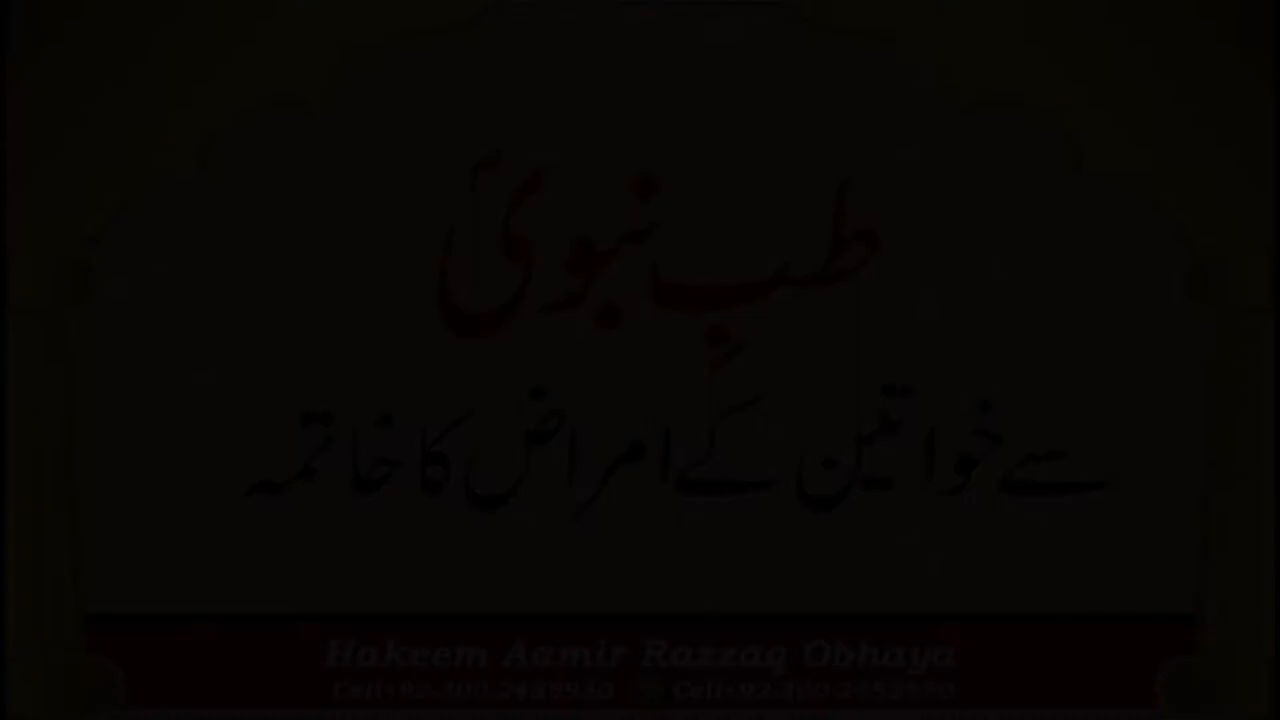 طب نبویؐ
سے خواتین کے امراض کا خاتمہ
Hakeem Aamir Razzaq Obhaya